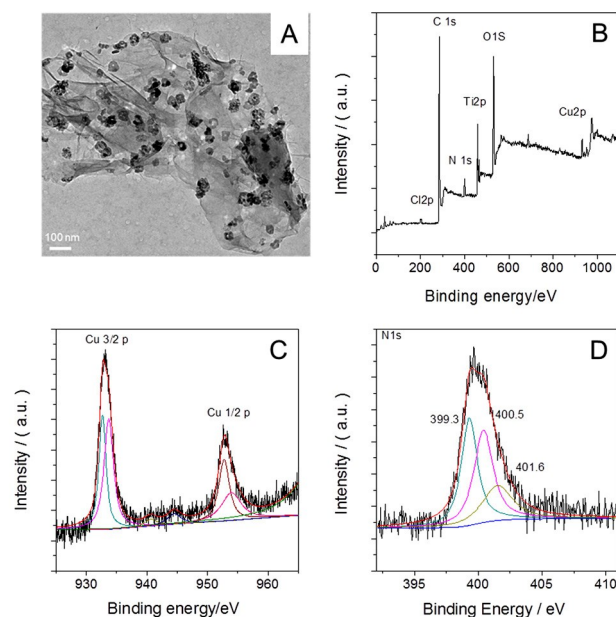 A
100 nm
B
C 1s
O1S
Ti2p
Cu2p
N 1s
Cl2p
Intensity / ( a.u. )
0 200 400 600 800 1000
Binding energy/eV
C
Cu 3/2 p
Cu 1/2 p
Intensity / ( a.u. )
930 940 950 960
Binding energy/eV
D
N1s
399.3
400.5
401.6
Intensity / ( a.u. )
395 400 405 410
Binding Energy / eV